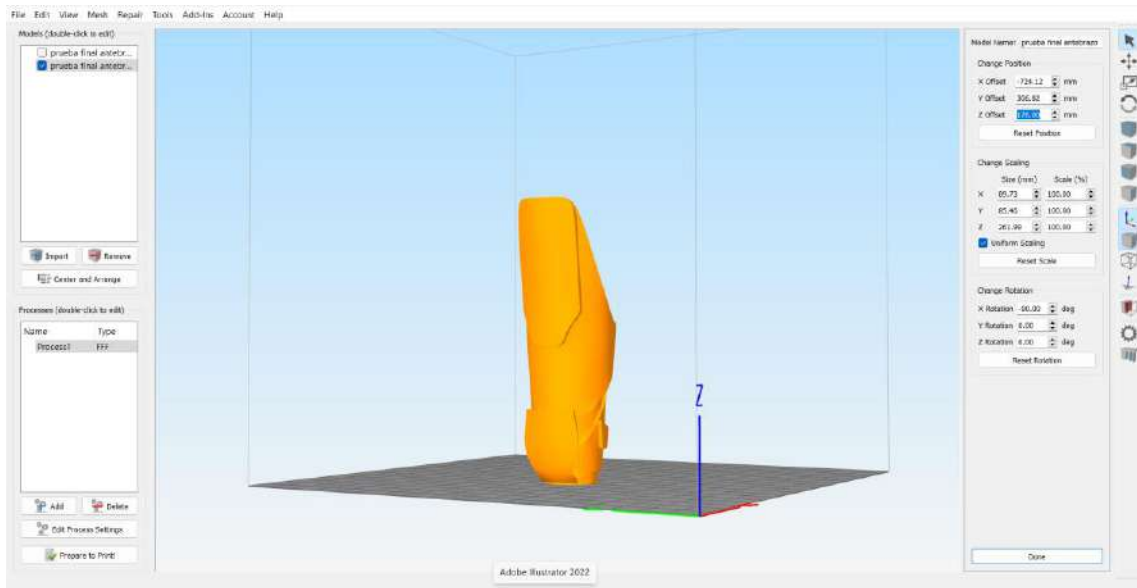 File Edit View Mesh Repair Tools Add-Ins Account Help
Models (double-click to edit)
prueba final antebr...
prueba final antebr...
Import
Remove
Center and Arrange
Processes (double-click to edit)
Name Type
Process1 FFF
Add
Delete
Edit Process Settings
Prepare to Print!
Z
Adobe Illustrator 2022
Model Name: prueba final antebrazo
Change Position
X Offset -724.12 mm
Y Offset 306.82 mm
Z Offset mm
Reset Position
Change Scaling
Size (mm) Scale (%)
X 89.73 100.00
Y 85.46 100.00
Z 261.99 100.00
Uniform Scaling
Reset Scale
Change Rotation
X Rotation -90.00 deg
Y Rotation 0.00 deg
Z Rotation 0.00 deg
Reset Rotation
Done